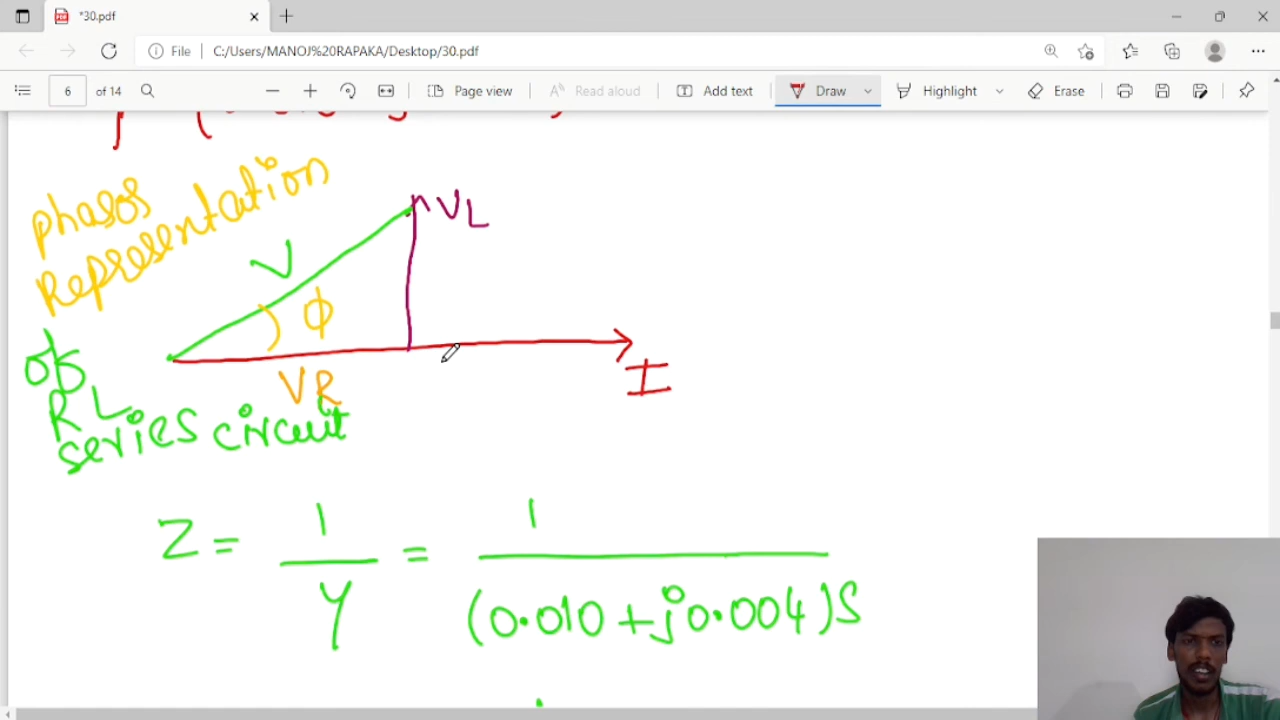 *30.pdf
File
C:/Users/MANOJ%20RAPAKA/Desktop/30.pdf
6 of 14
Page view
Read aloud
Add text
Draw
Highlight
Erase
phasos
Representation
of
RL
series circuit
V
VL
ϕ
VR
I
Z = 1/Y = 1/(0.010 + j0.004)S